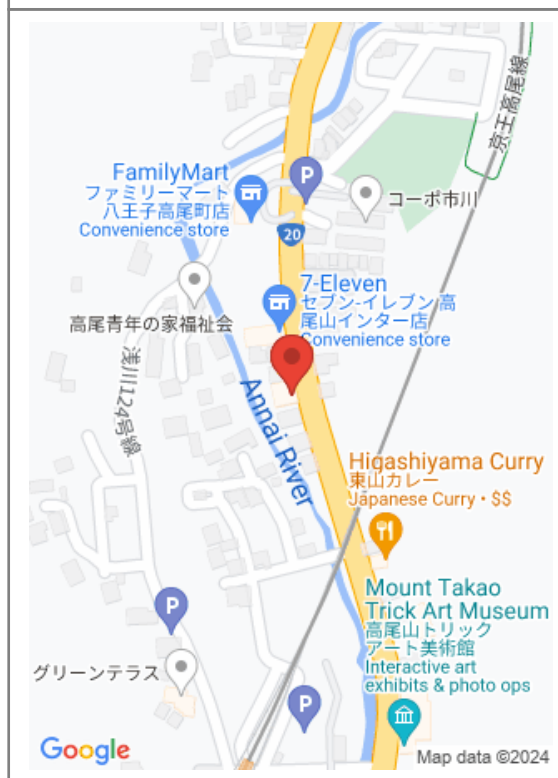 京王高尾線
FamilyMart
ファミリーマート
八王子高尾町店
Convenience store
P
コーポ市川
20
7-Eleven
セブン-イレブン 高
尾山インター店
Convenience store
高尾青年の家福祉会
浅川124号線
Annai River
Higashiyama Curry
東山カレー
Japanese Curry • $$
Mount Takao
Trick Art Museum
高尾山トリック
アート美術館
Interactive art
exhibits & photo ops
P
グリーンテラス
P
Google
Map data ©2024